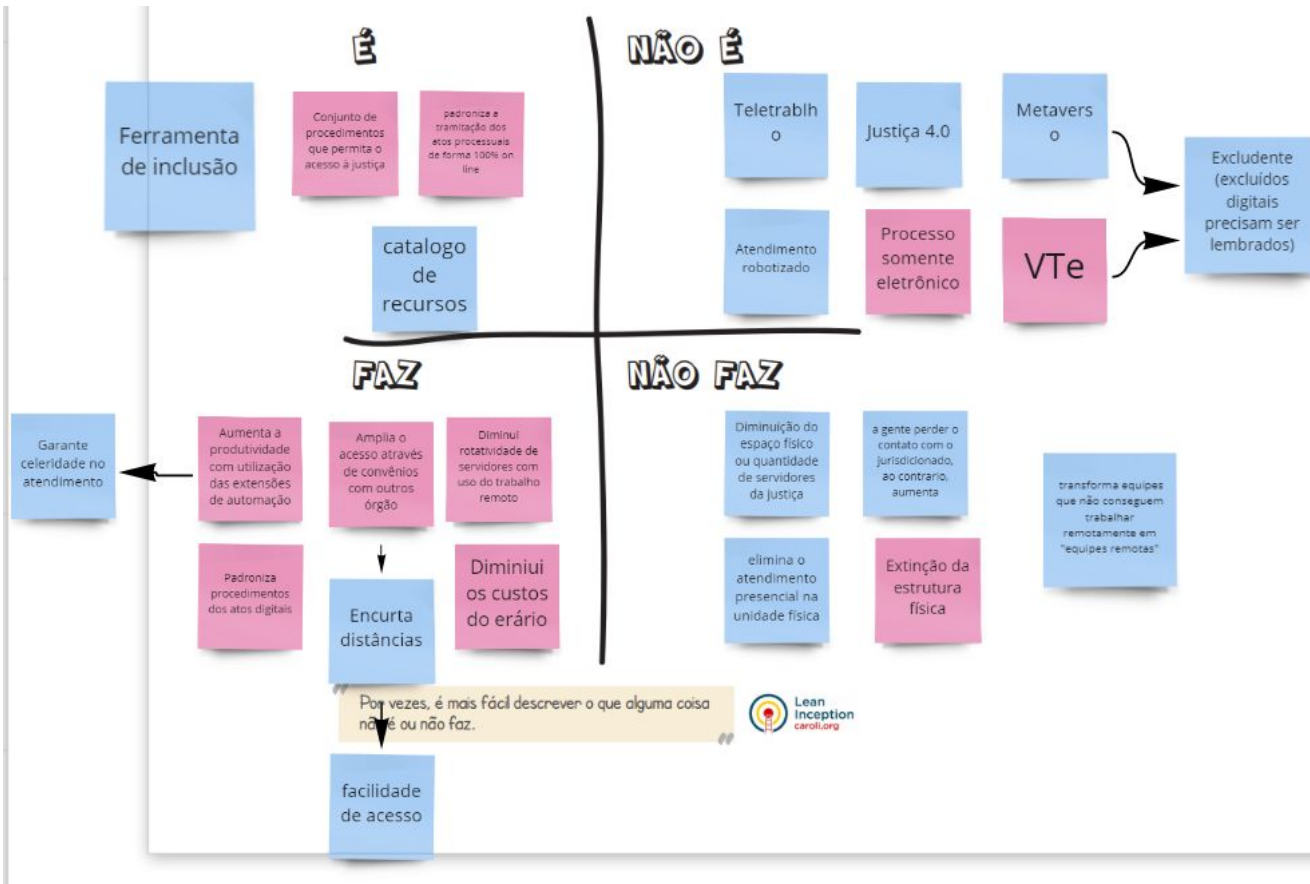 É
Ferramenta
de inclusão
Conjunto de
procedimentos
que permita o
acesso à justiça
padroniza a
tramitação dos
atos processuais
de forma 100% on
line
catalogo
de
recursos
NÃO É
Teletrablh
o
Justiça 4.0
Metavers
o
Excludente
(excluídos
digitais
precisam ser
lembrados)
Atendimento
robotizado
Processo
somente
eletrônico
VTe
FAZ
Garante
celeridade no
atendimento
Aumenta a
produtividade
com utilização
das extensões
de automação
Amplia o
acesso através
de convênios
com outros
órgão
Diminui
rotatividade de
servidores com
uso do trabalho
remoto
Padroniza
procedimentos
dos atos digitais
Encurta
distâncias
Diminiui
os custos
do erário
facilidade
de acesso
NÃO FAZ
Diminuição do
espaço físico
ou quantidade
de servidores
da justiça
a gente perder o
contato com o
jurisdicionado,
ao contrario,
aumenta
transforma equipes
que não conseguem
trabalhar
remotamente em
"equipes remotas"
elimina o
atendimento
presencial na
unidade física
Extinção da
estrutura
física
"Por vezes, é mais fácil descrever o que alguma coisa
não é ou não faz."
Lean
Inception
caroli.org